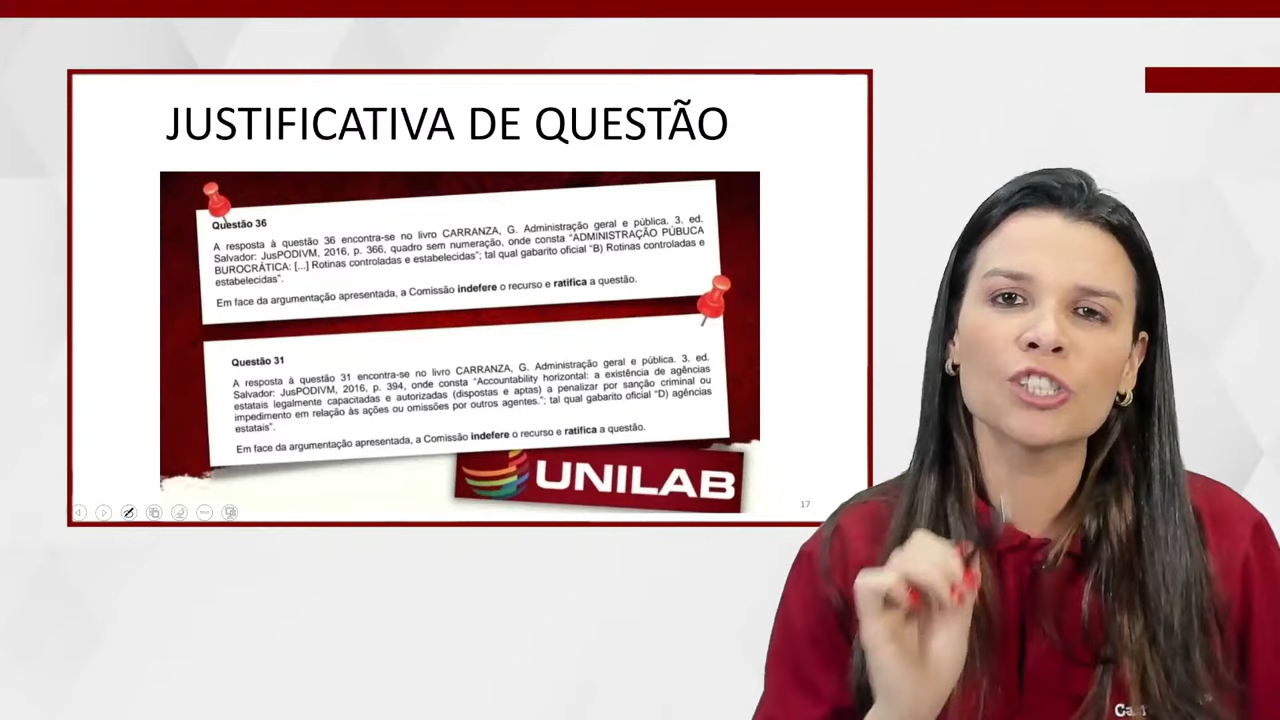 JUSTIFICATIVA DE QUESTÃO
Questão 36
A resposta à questão 36 encontra-se no livro CARRANZA, G. Administração geral e pública. 3. ed.
Salvador: JusPODIVM, 2016, p. 366, quadro sem numeração, onde consta “ADMINISTRAÇÃO PÚBUCA
BUROCRÁTICA: [...] Rotinas controladas e estabelecidas”; tal qual gabarito oficial “B) Rotinas controladas e
estabelecidas”.
Em face da argumentação apresentada, a Comissão indefere o recurso e ratifica a questão.
Questão 31
A resposta à questão 31 encontra-se no livro CARRANZA, G. Administração geral e pública. 3. ed.
Salvador: JusPODIVM, 2016, p. 394, onde consta “Accountability horizontal: a existência de agências
estatais legalmente capacitadas e autorizadas (dispostas e aptas) a penalizar por sanção criminal ou
impedimento em relação às ações ou omissões por outros agentes.”; tal qual gabarito oficial “D) agências
estatais”.
Em face da argumentação apresentada, a Comissão indefere o recurso e ratifica a questão.
UNILAB
17